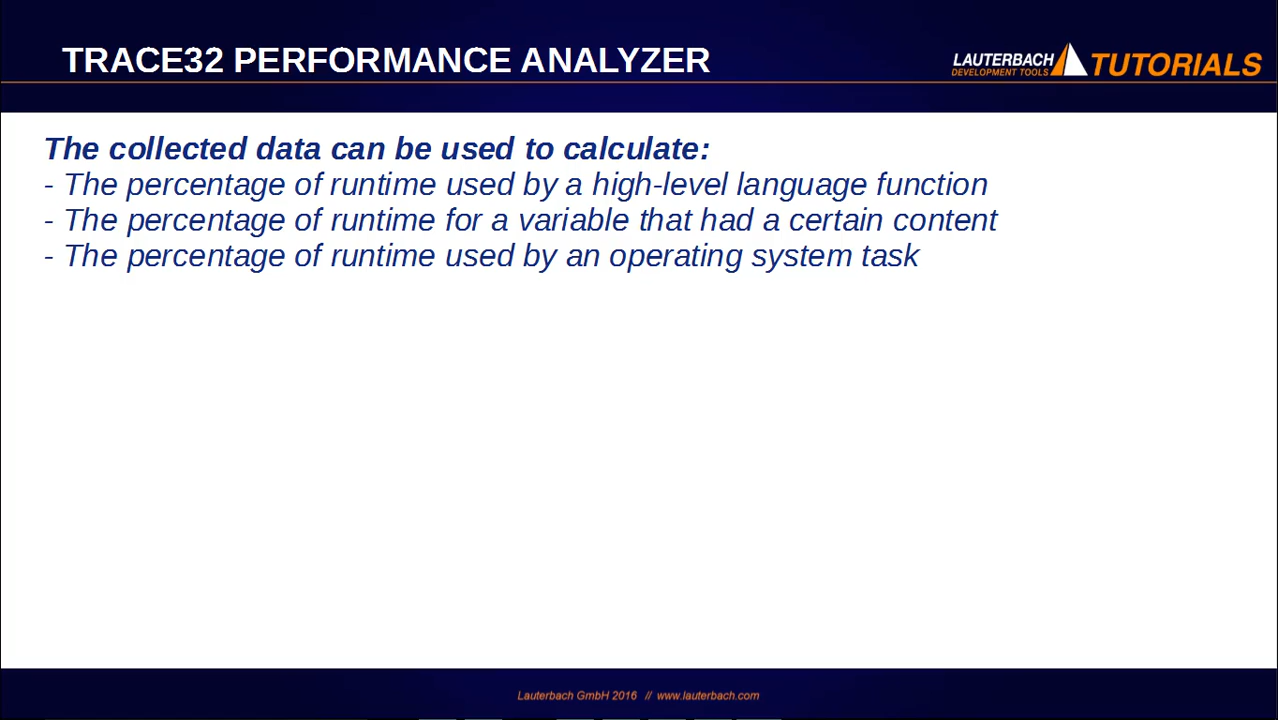 TRACE32 PERFORMANCE ANALYZER
LAUTERBACH
DEVELOPMENT TOOLS
TUTORIALS
The collected data can be used to calculate:
- The percentage of runtime used by a high-level language function
- The percentage of runtime for a variable that had a certain content
- The percentage of runtime used by an operating system task
Lauterbach GmbH 2016 // www.lauterbach.com